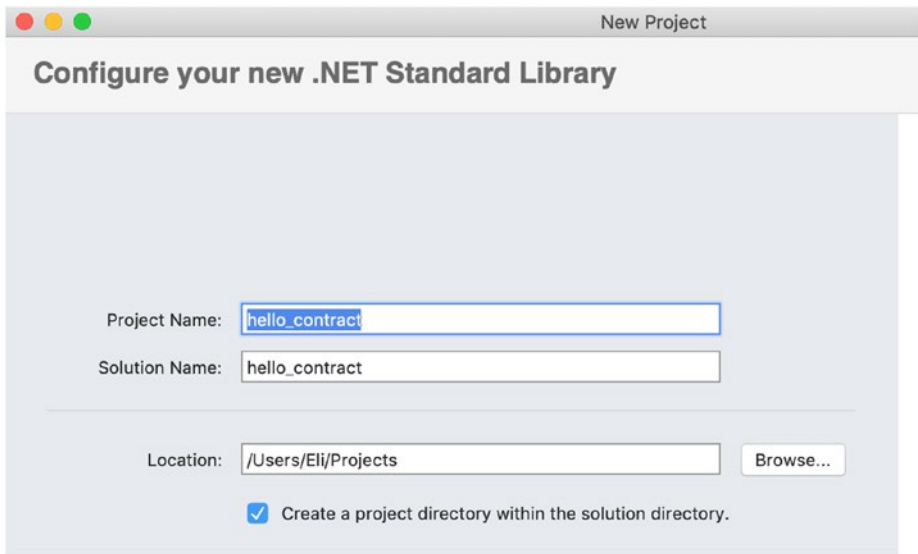 New Project
Configure your new .NET Standard Library
Project Name: hello_contract
Solution Name: hello_contract
Location: /Users/Eli/Projects Browse...
Create a project directory within the solution directory.